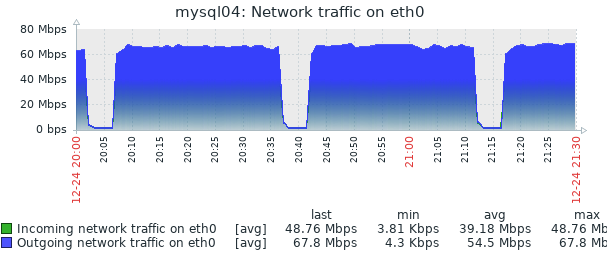 mysql04: Network traffic on eth0
80 Mbps
60 Mbps
40 Mbps
20 Mbps
0 bps
12-24 20:00
20:05
20:10
20:15
20:20
20:25
20:30
20:35
20:40
20:45
20:50
20:55
21:00
21:05
21:10
21:15
21:20
21:25
12-24 21:30
last min avg max
Incoming network traffic on eth0 [avg] 48.76 Mbps 3.81 Kbps 39.18 Mbps 48.76 Mbps
Outgoing network traffic on eth0 [avg] 67.8 Mbps 4.3 Kbps 54.5 Mbps 67.8 Mb